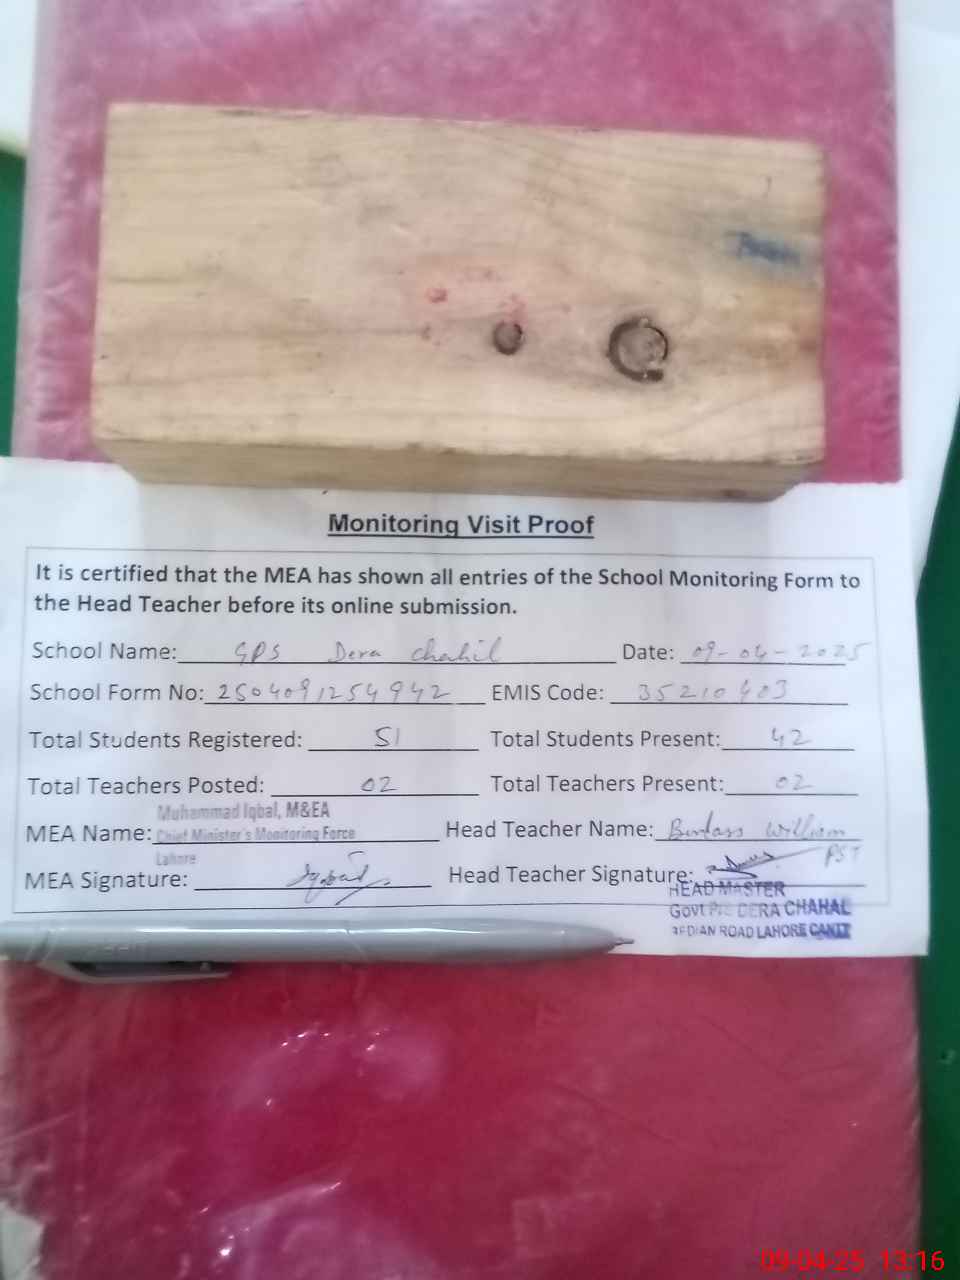 Monitoring Visit Proof
It is certified that the MEA has shown all entries of the School Monitoring Form to
the Head Teacher before its online submission.
School Name: GPS Dera Chahil Date: 09-04-2025
School Form No: 2504091254942 EMIS Code: 35210403
Total Students Registered: 51 Total Students Present: 42
Total Teachers Posted: 02 Total Teachers Present: 02
Muhammad Iqbal, M&EA
MEA Name: Chief Minister's Monitoring Force Head Teacher Name: William
Lahore PST
MEA Signature: Iqbal Head Teacher Signature:
HEAD MASTER
Govt DERA CHAHAL
ROAD LAHORE CANTT
09-04-25 13:16